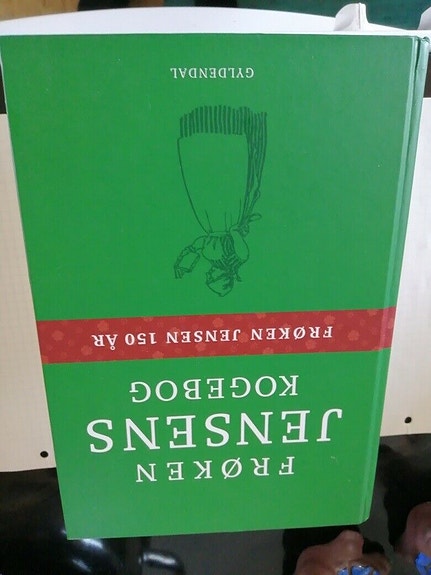 FRØKEN
JENSENS
KOGEBOG
FRØKEN JENSEN 150 ÅR
GYLDENDAL